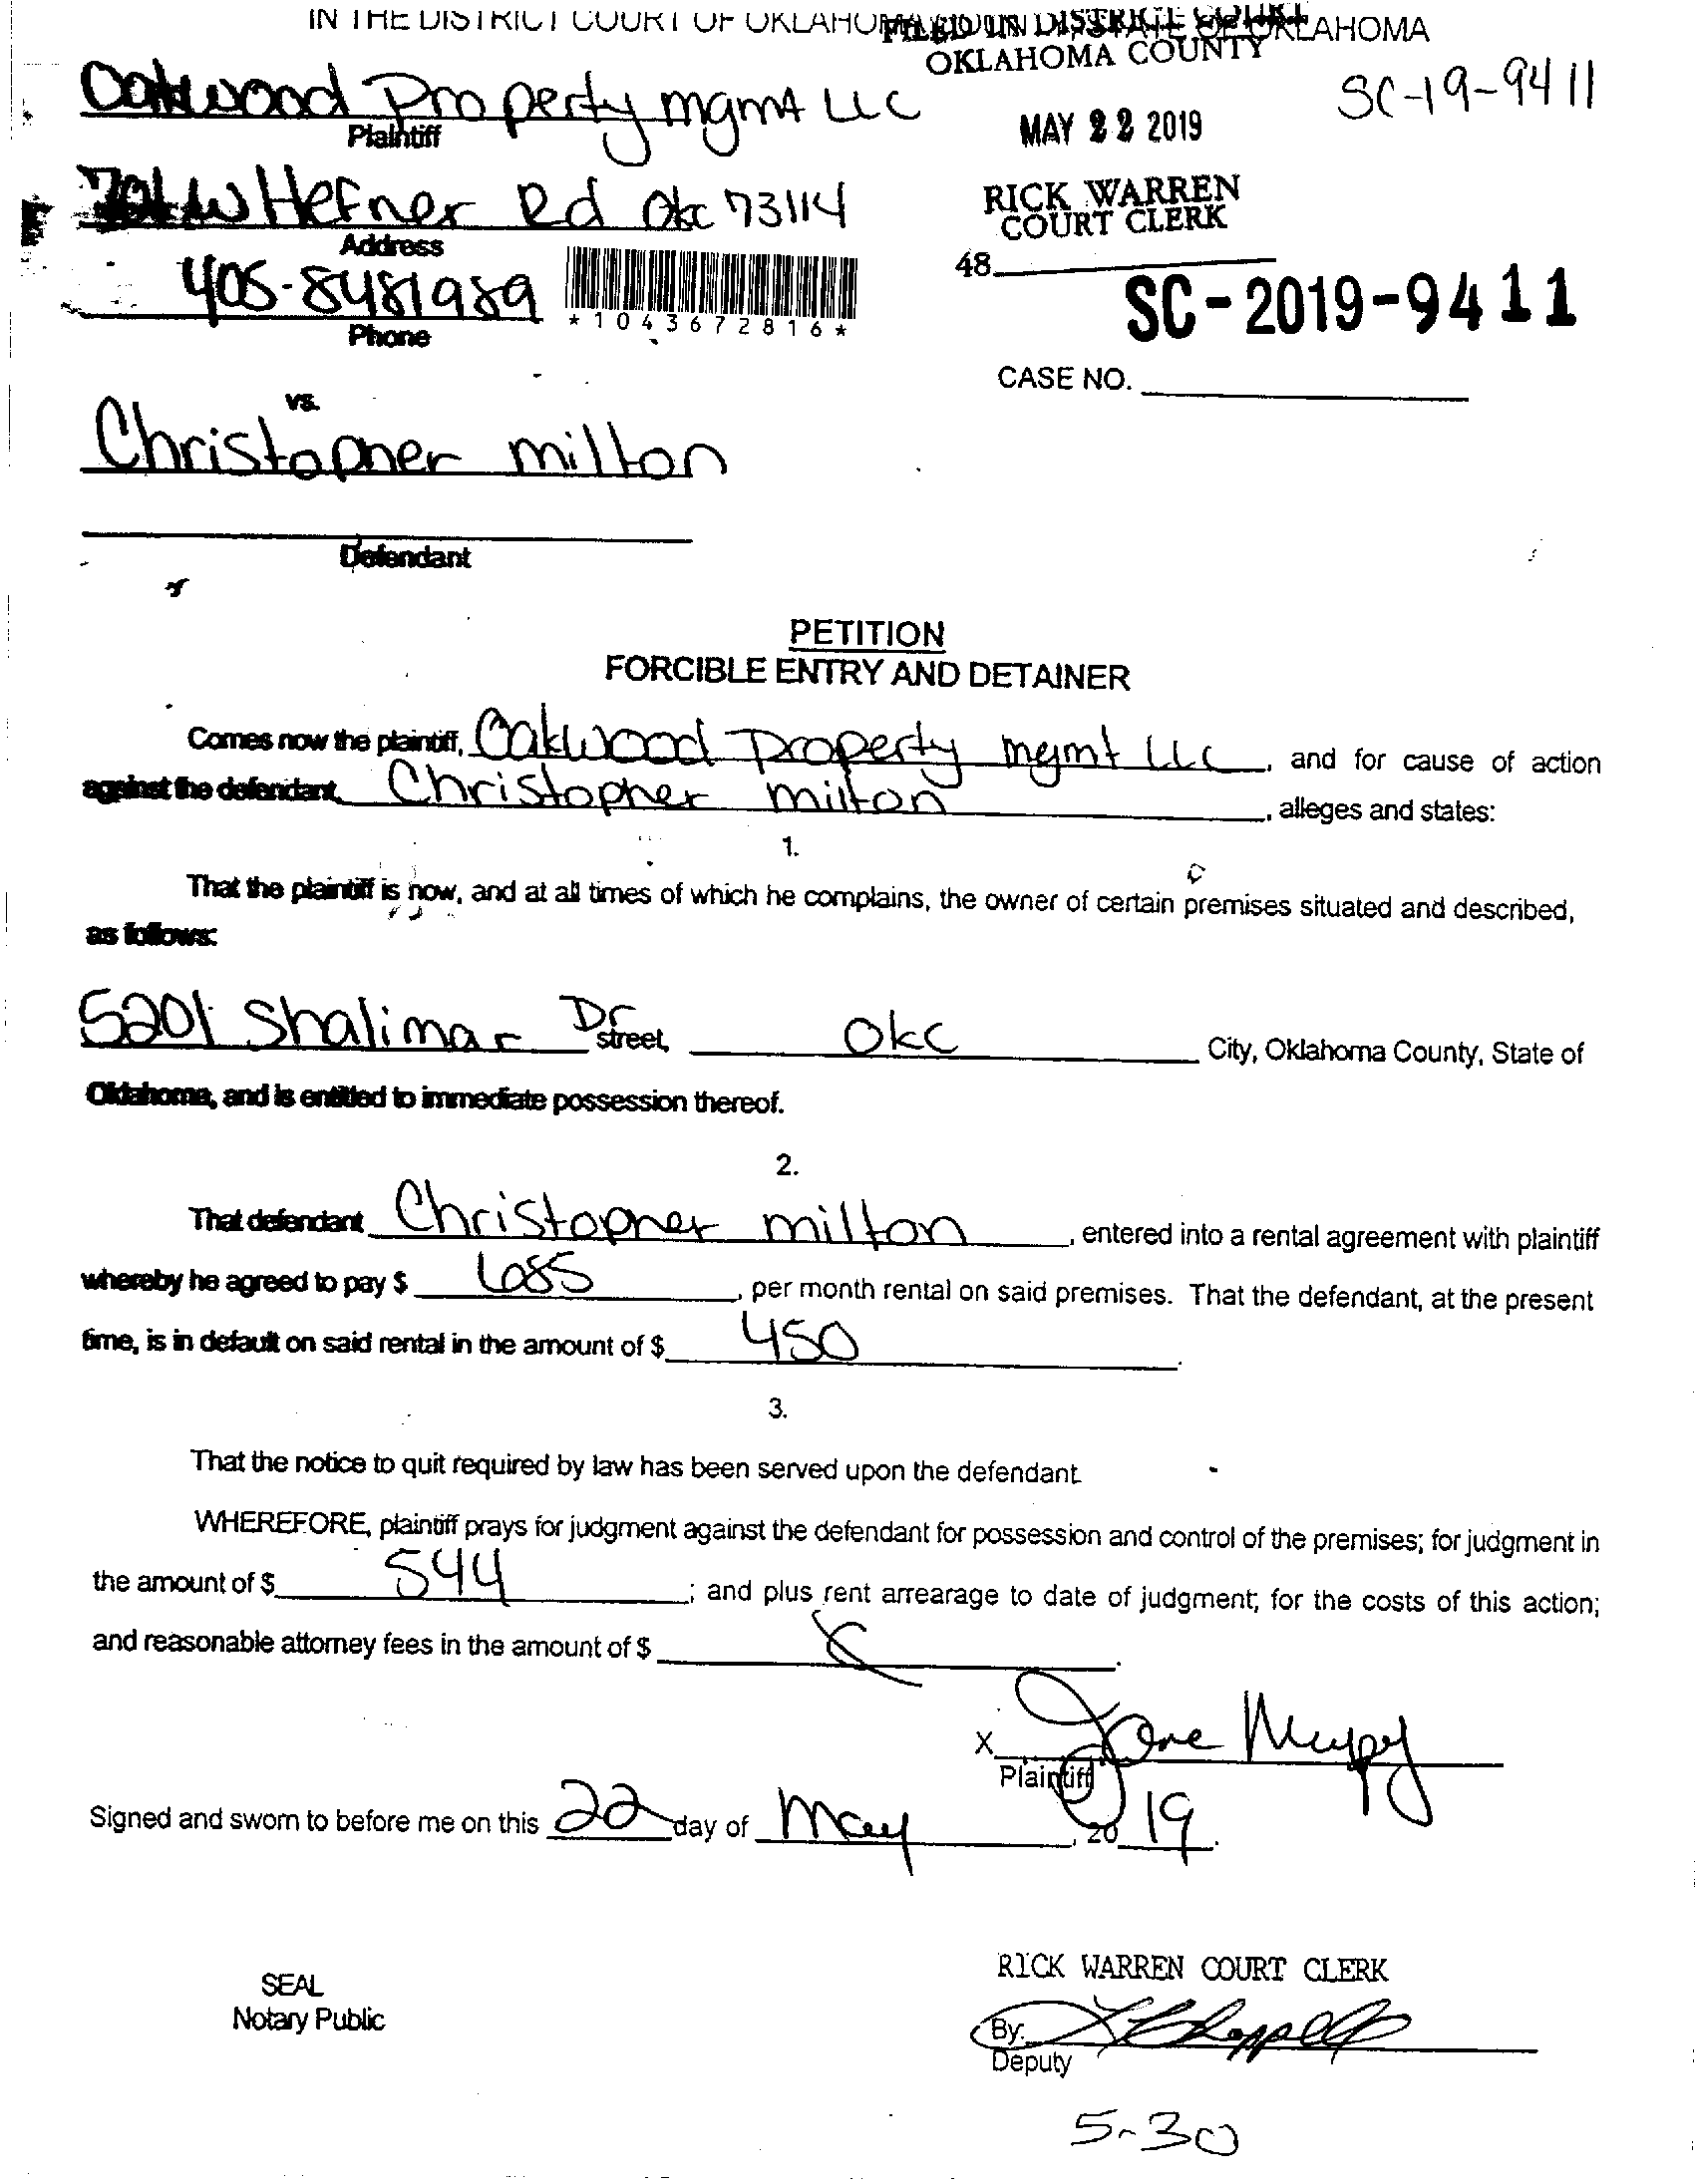 IN THE DISTRICT COURT OF OKLAHOMA COUNTY, STATE OF OKLAHOMA
FILED IN DISTRICT COURT
OKLAHOMA COUNTY
Oakwood Property mgmt LLC
SC-19-9411
Plaintiff
MAY 22 2019
W Hefner Rd Okc 73114
RICK WARREN
COURT CLERK
Address
48
405-8481989
*1043672816*
SC-2019-9411
Phone
CASE NO.
vs.
Christopher milton
Defendant
PETITION
FORCIBLE ENTRY AND DETAINER
Comes now the plaintiff, Oakwood Property mgmt LLC, and for cause of action
against the defendant, Christopher milton, alleges and states:
1.
That the plaintiff is now, and at all times of which he complains, the owner of certain premises situated and described,
as follows:
5201 Shalimar Dr street, OKC City, Oklahoma County, State of
Oklahoma, and is entitled to immediate possession thereof.
2.
That defendant Christopher milton, entered into a rental agreement with plaintiff
whereby he agreed to pay $ 685, per month rental on said premises. That the defendant, at the present
time, is in default on said rental in the amount of $ 450.
3.
That the notice to quit required by law has been served upon the defendant.
WHEREFORE, plaintiff prays for judgment against the defendant for possession and control of the premises; for judgment in
the amount of $ 544; and plus rent arrearage to date of judgment; for the costs of this action;
and reasonable attorney fees in the amount of $
X
Plaintiff
Signed and sworn to before me on this 22 day of May, 2019.
RICK WARREN COURT CLERK
SEAL
Notary Public
By:
Deputy
5-30